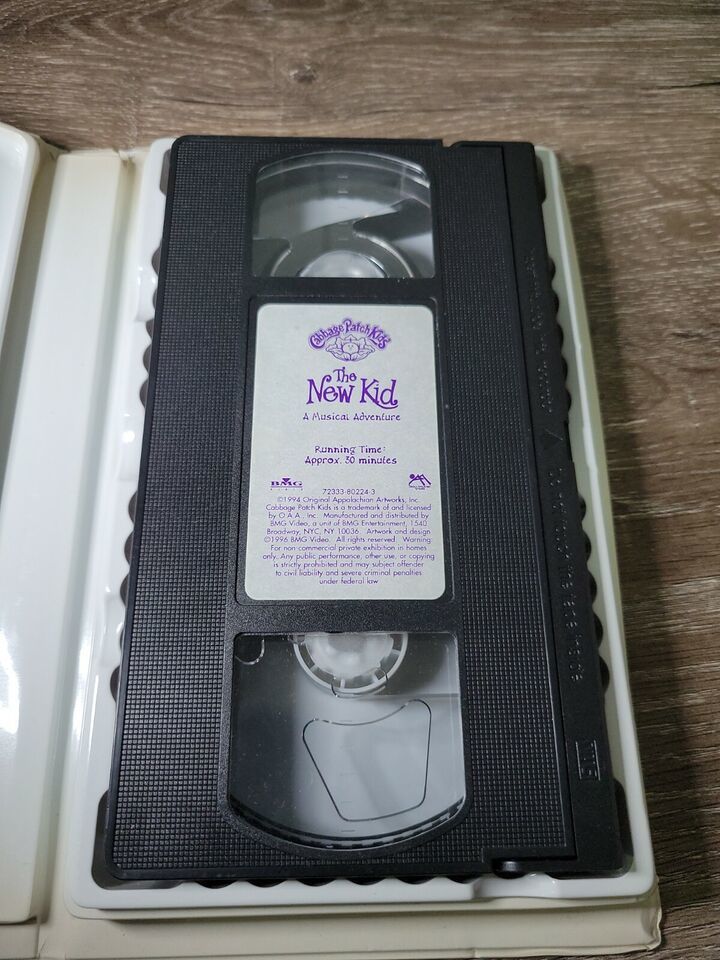 Cabbage Patch Kids
The
New Kid
A Musical Adventure
Running Time:
Approx. 30 minutes
BMG
72333-80224-3
©1994 Original Appalachian Artworks, Inc.
Cabbage Patch Kids is a trademark of and licensed
by O.A.A., Inc. Manufactured and distributed by
BMG Video, a unit of BMG Entertainment, 1540
Broadway, NYC, NY 10036. Artwork and design
©1996 BMG Video. All rights reserved. Warning:
For non-commercial private exhibition in homes
only. Any public performance, other use, or copying
is strictly prohibited and may subject offender
to civil liability and severe criminal penalties
under federal law